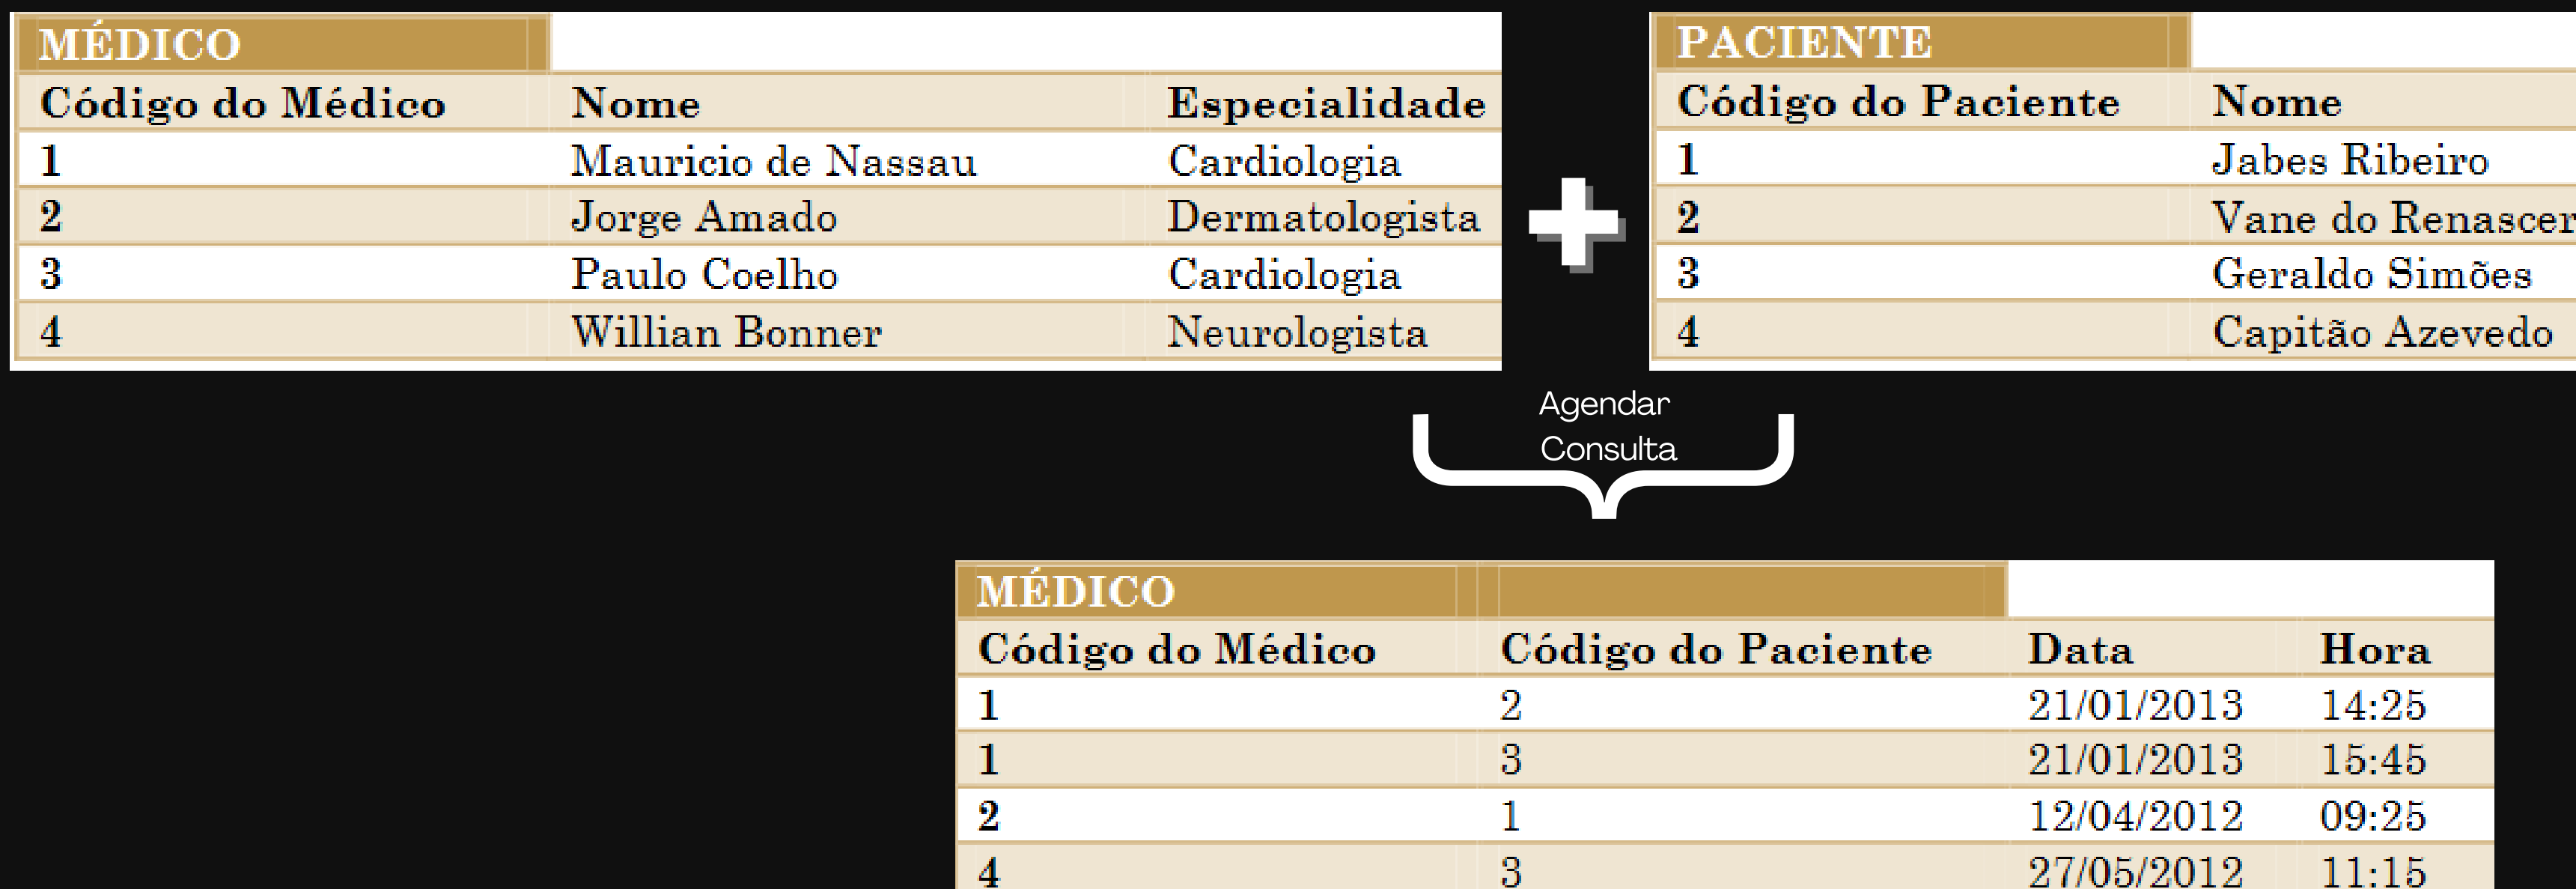 MÉDICO
Código do Médico Nome Especialidade
1 Mauricio de Nassau Cardiologia
2 Jorge Amado Dermatologista
3 Paulo Coelho Cardiologia
4 Willian Bonner Neurologista
PACIENTE
Código do Paciente Nome
1 Jabes Ribeiro
2 Vane do Renascer
3 Geraldo Simões
4 Capitão Azevedo
Agendar
Consulta
MÉDICO
Código do Médico Código do Paciente Data Hora
1 2 21/01/2013 14:25
1 3 21/01/2013 15:45
2 1 12/04/2012 09:25
4 3 27/05/2012 11:15